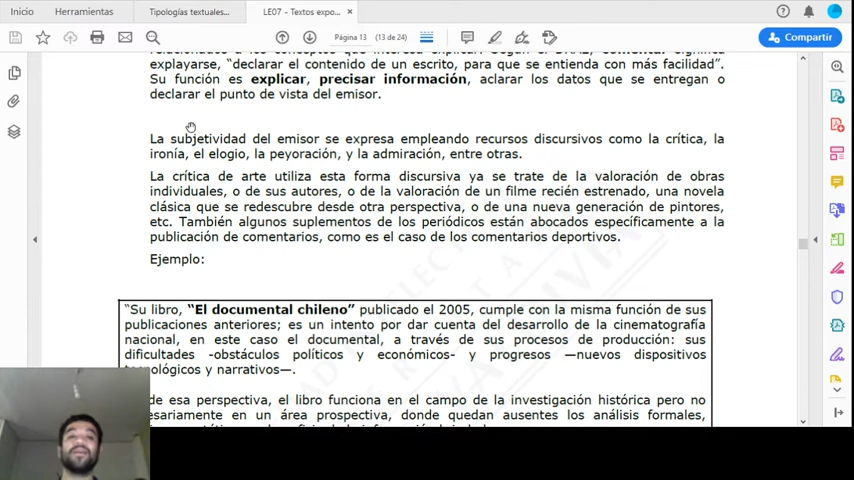 Inicio
Herramientas
Tipologías textuales...
LE07 - Textos expo...
×
Página 13
(13 de 24)
Compartir
explayarse, “declarar el contenido de un escrito, para que se entienda con más facilidad”.
Su función es explicar, precisar información, aclarar los datos que se entregan o
declarar el punto de vista del emisor.
La subjetividad del emisor se expresa empleando recursos discursivos como la crítica, la
ironía, el elogio, la peyoración, y la admiración, entre otras.
La crítica de arte utiliza esta forma discursiva ya se trate de la valoración de obras
individuales, o de sus autores, o de la valoración de un filme recién estrenado, una novela
clásica que se redescubre desde otra perspectiva, o de una nueva generación de pintores,
etc. También algunos suplementos de los periódicos están abocados específicamente a la
publicación de comentarios, como es el caso de los comentarios deportivos.
Ejemplo:
“Su libro, “El documental chileno” publicado el 2005, cumple con la misma función de sus
publicaciones anteriores; es un intento por dar cuenta del desarrollo de la cinematografía
nacional, en este caso el documental, a través de sus procesos de producción: sus
dificultades -obstáculos políticos y económicos- y progresos —nuevos dispositivos
tecnológicos y narrativos—.
de esa perspectiva, el libro funciona en el campo de la investigación histórica pero no
esariamente en un área prospectiva, donde quedan ausentes los análisis formales,